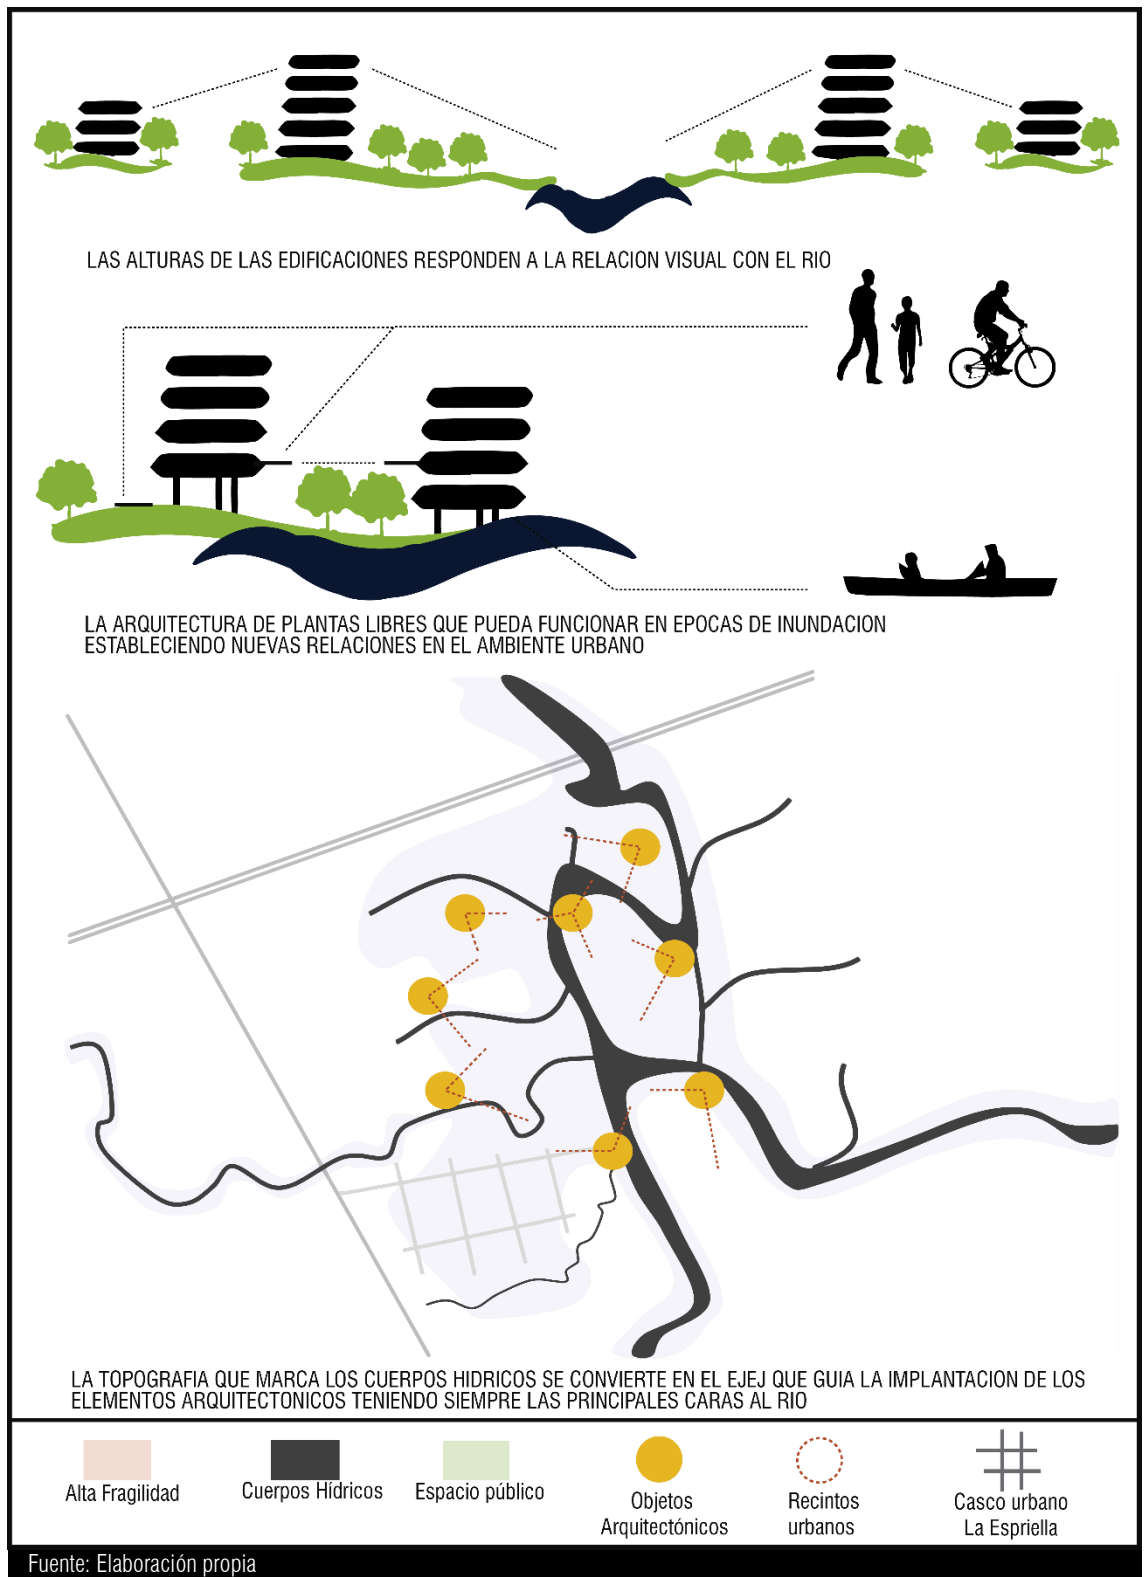 LAS ALTURAS DE LAS EDIFICACIONES RESPONDEN A LA RELACION VISUAL CON EL RIO
LA ARQUITECTURA DE PLANTAS LIBRES QUE PUEDA FUNCIONAR EN EPOCAS DE INUNDACION
ESTABLECIENDO NUEVAS RELACIONES EN EL AMBIENTE URBANO
LA TOPOGRAFIA QUE MARCA LOS CUERPOS HIDRICOS SE CONVIERTE EN EL EJEJ QUE GUIA LA IMPLANTACION DE LOS
ELEMENTOS ARQUITECTONICOS TENIENDO SIEMPRE LAS PRINCIPALES CARAS AL RIO
Alta Fragilidad
Cuerpos Hídricos
Espacio público
Objetos
Arquitectónicos
Recintos
urbanos
Casco urbano
La Espriella
Fuente: Elaboración propia